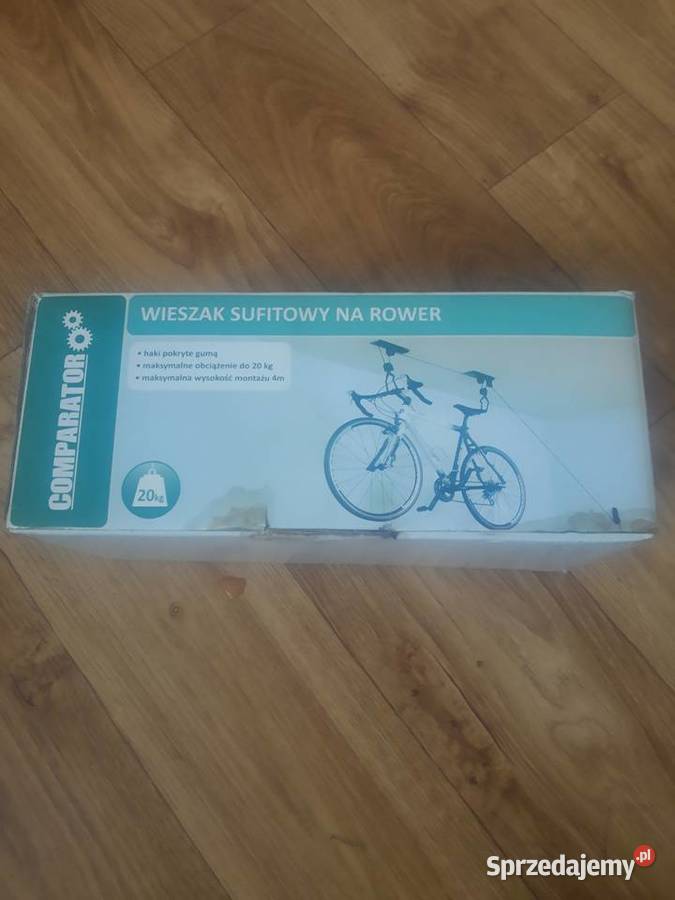 WIESZAK SUFITOWY NA ROWER
• haki pokryte gumą
• maksymalne obciążenie do 20 kg
• maksymalna wysokość montażu 4m
COMPARATOR
20kg
Sprzedajemy.pl